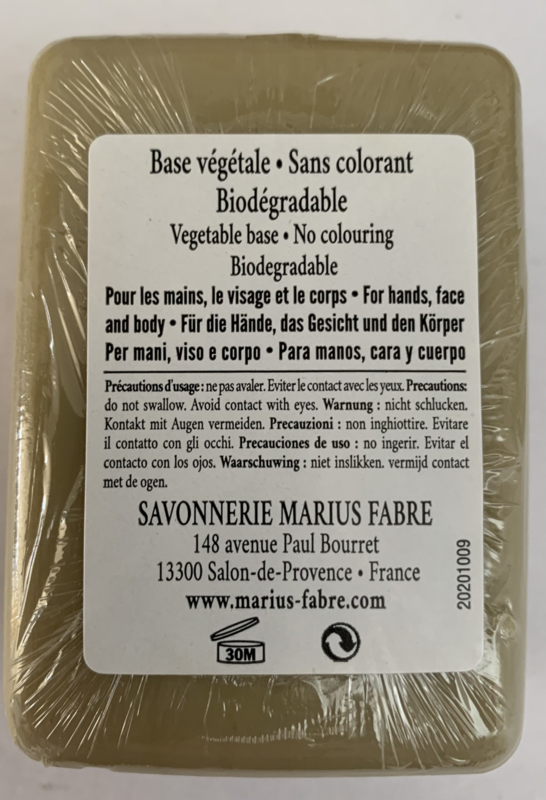 Base végétale • Sans colorant
Biodégradable
Vegetable base • No colouring
Biodegradable
Pour les mains, le visage et le corps • For hands, face
and body • Für die Hände, das Gesicht und den Körper
Per mani, viso e corpo • Para manos, cara y cuerpo
Précautions d'usage : ne pas avaler. Eviter le contact avec les yeux. Precautions:
do not swallow. Avoid contact with eyes. Warnung : nicht schlucken.
Kontakt mit Augen vermeiden. Precauzioni : non inghiottire. Evitare
il contatto con gli occhi. Precauciones de uso : no ingerir. Evitar el
contacto con los ojos. Waarschuwing : niet inslikken. vermijd contact
met de ogen.
SAVONNERIE MARIUS FABRE
148 avenue Paul Bourret
13300 Salon-de-Provence • France
www.marius-fabre.com
20201009
30M